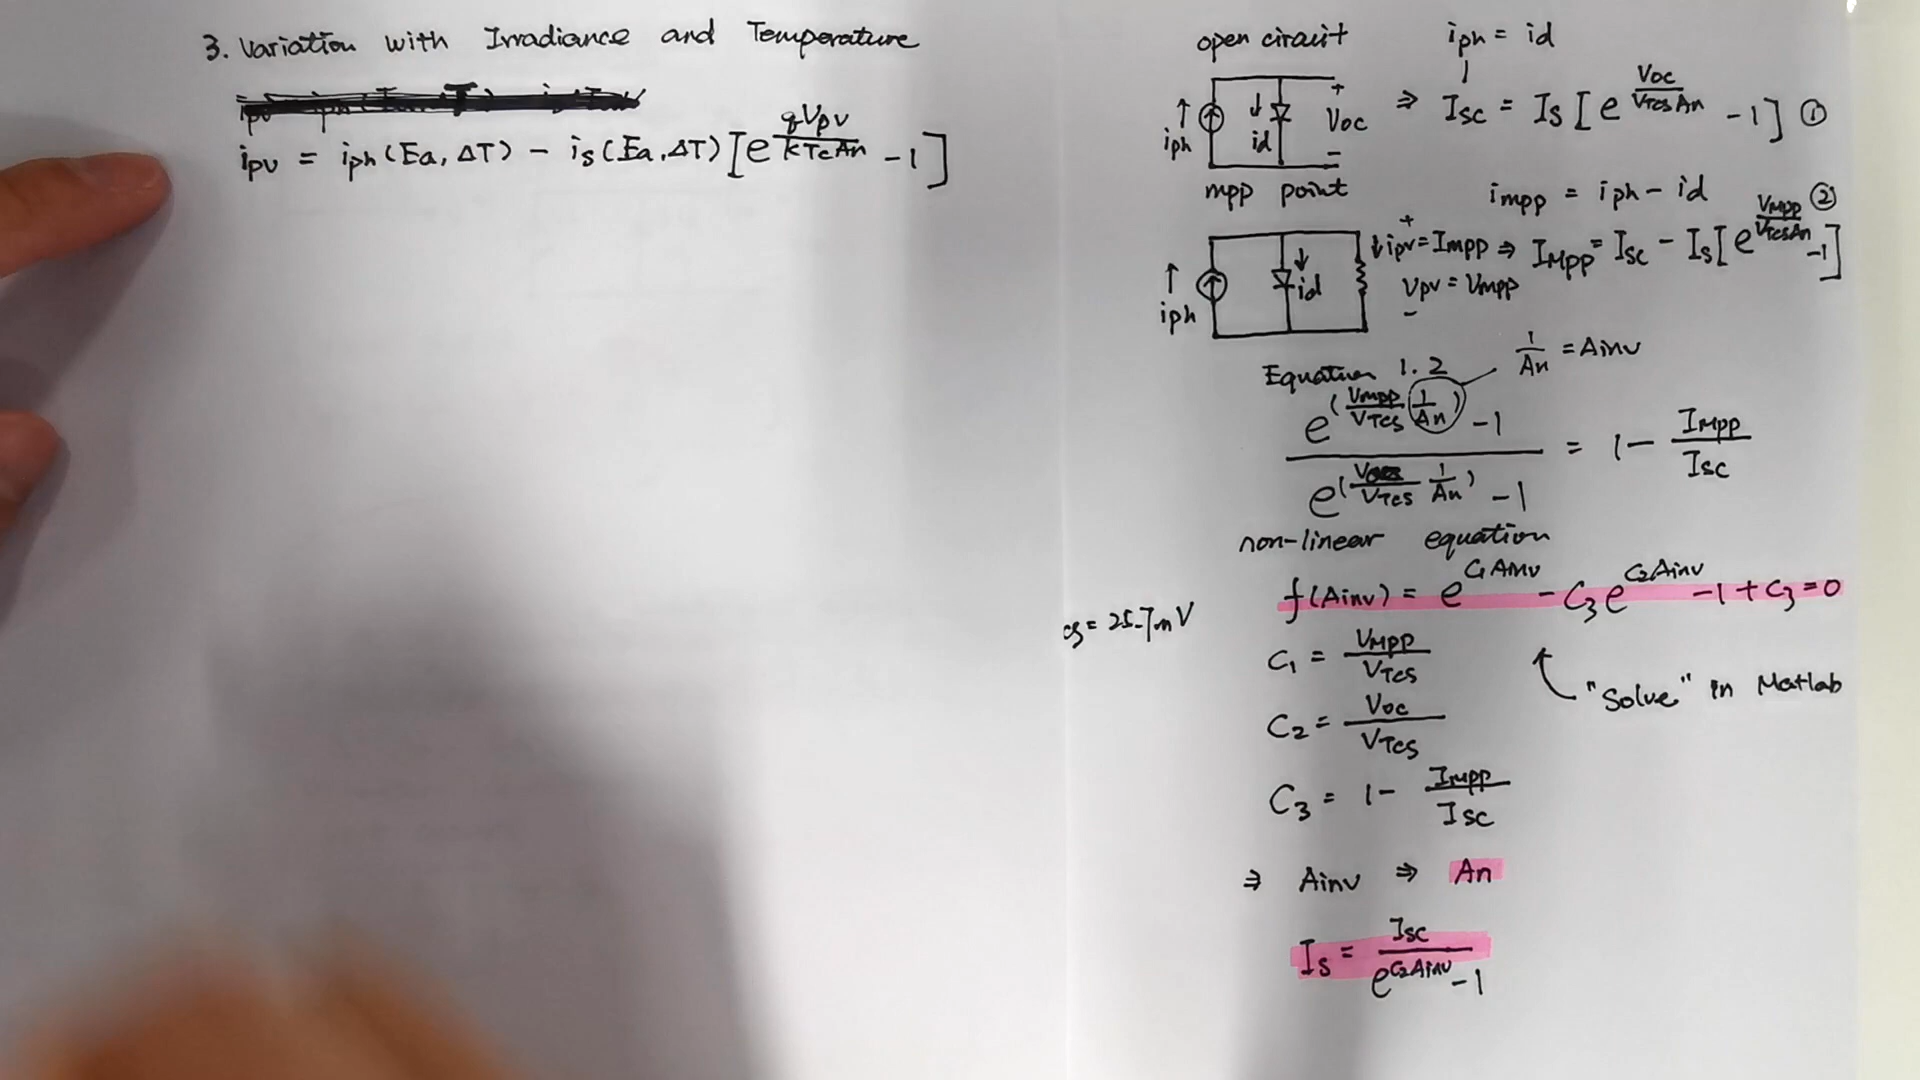 3. Variation with Irradiance and Temperature
ipv = iph(Ea, ΔT) - is(Ea, ΔT) [e^(qVpv/(kTcAn)) -1]
open circuit
iph = id
iph
id
+
Voc
-
⇒ Isc = Is [e^(Voc/(VTcsAn)) -1] ①
mpp point
impp = iph - id ②
iph
id
+
ipv = Impp ⇒ IMPP = Isc - Is[e^(VMPP/(VTcsAn)) -1]
Vpv = Vmpp
-
1/An = Ainv
Equation 1.2
(e^((Vmpp/VTcs)(1/An)) -1)/(e^((Voc/VTcs)(1/An)) -1) = 1 - IMPP/Isc
non-linear equation
f(Ainv) = e^(C1Ainv) - C3e^(C2Ainv) -1 + C3 = 0
cs = 25.7mV
C1 = VMPP/VTcs
"Solve" in Matlab
C2 = Voc/VTcs
C3 = 1 - IMPP/Isc
⇒ Ainv ⇒ An
Is = Isc/(e^(C2Ainv) -1)